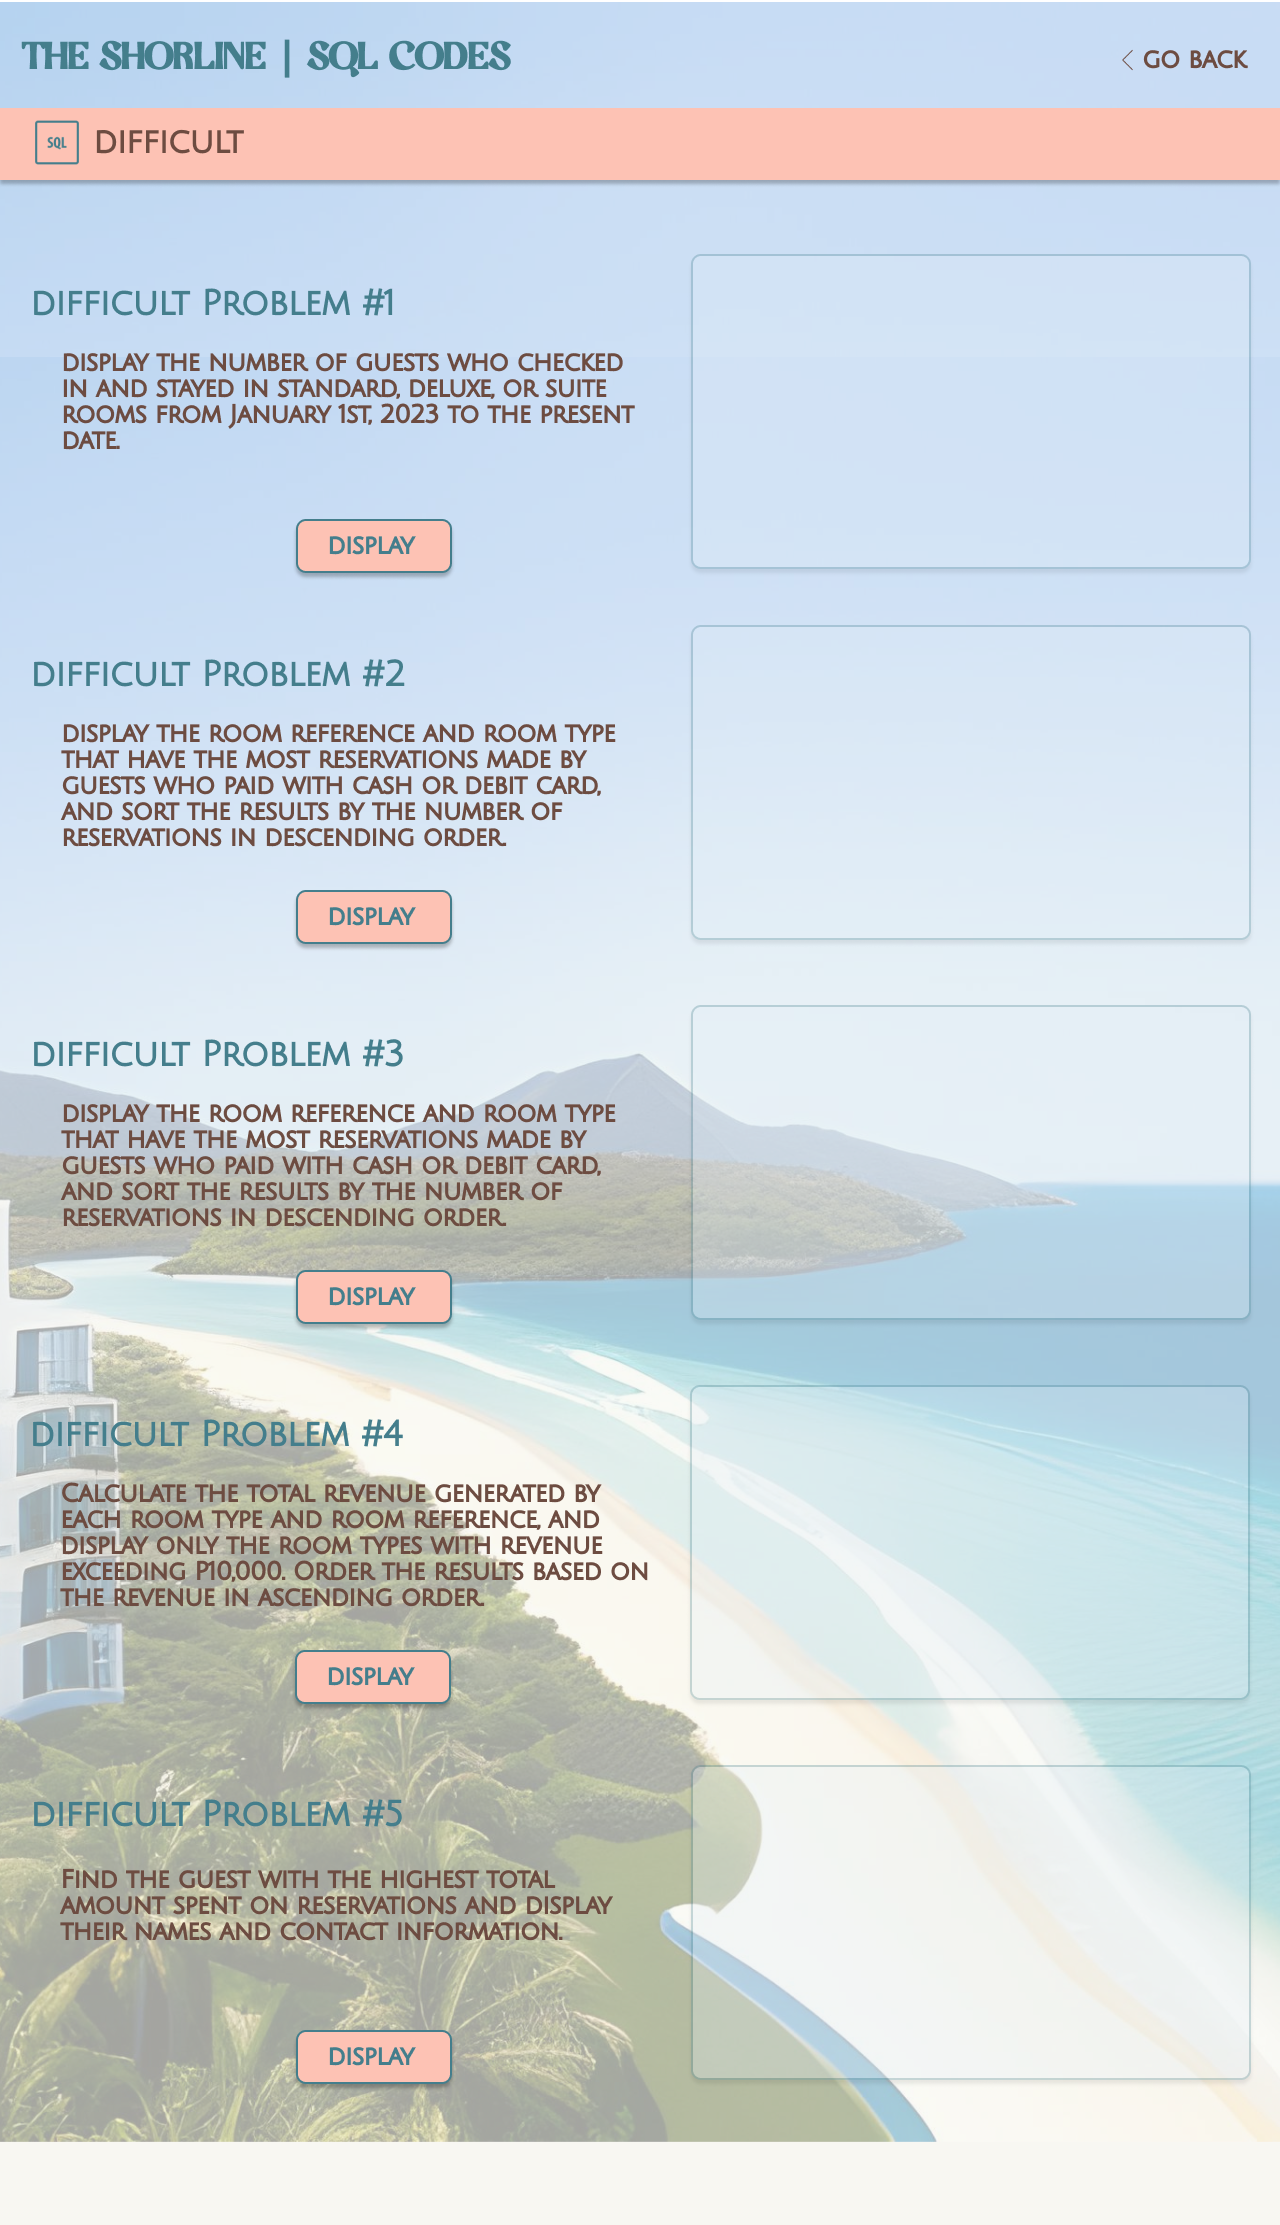 THE SHORLINE | SQL CODES
< GO BACK
SQL
DIFFICULT
DIFFICULT PROBLEM #1
DISPLAY THE NUMBER OF GUESTS WHO CHECKED
IN AND STAYED IN STANDARD, DELUXE, OR SUITE
ROOMS FROM JANUARY 1ST, 2023 TO THE PRESENT
DATE.
DISPLAY
DIFFICULT PROBLEM #2
DISPLAY THE ROOM REFERENCE AND ROOM TYPE
THAT HAVE THE MOST RESERVATIONS MADE BY
GUESTS WHO PAID WITH CASH OR DEBIT CARD,
AND SORT THE RESULTS BY THE NUMBER OF
RESERVATIONS IN DESCENDING ORDER.
DISPLAY
DIFFICULT PROBLEM #3
DISPLAY THE ROOM REFERENCE AND ROOM TYPE
THAT HAVE THE MOST RESERVATIONS MADE BY
GUESTS WHO PAID WITH CASH OR DEBIT CARD,
AND SORT THE RESULTS BY THE NUMBER OF
RESERVATIONS IN DESCENDING ORDER.
DISPLAY
DIFFICULT PROBLEM #4
CALCULATE THE TOTAL REVENUE GENERATED BY
EACH ROOM TYPE AND ROOM REFERENCE, AND
DISPLAY ONLY THE ROOM TYPES WITH REVENUE
EXCEEDING P10,000. ORDER THE RESULTS BASED ON
THE REVENUE IN ASCENDING ORDER.
DISPLAY
DIFFICULT PROBLEM #5
FIND THE GUEST WITH THE HIGHEST TOTAL
AMOUNT SPENT ON RESERVATIONS AND DISPLAY
THEIR NAMES AND CONTACT INFORMATION.
DISPLAY